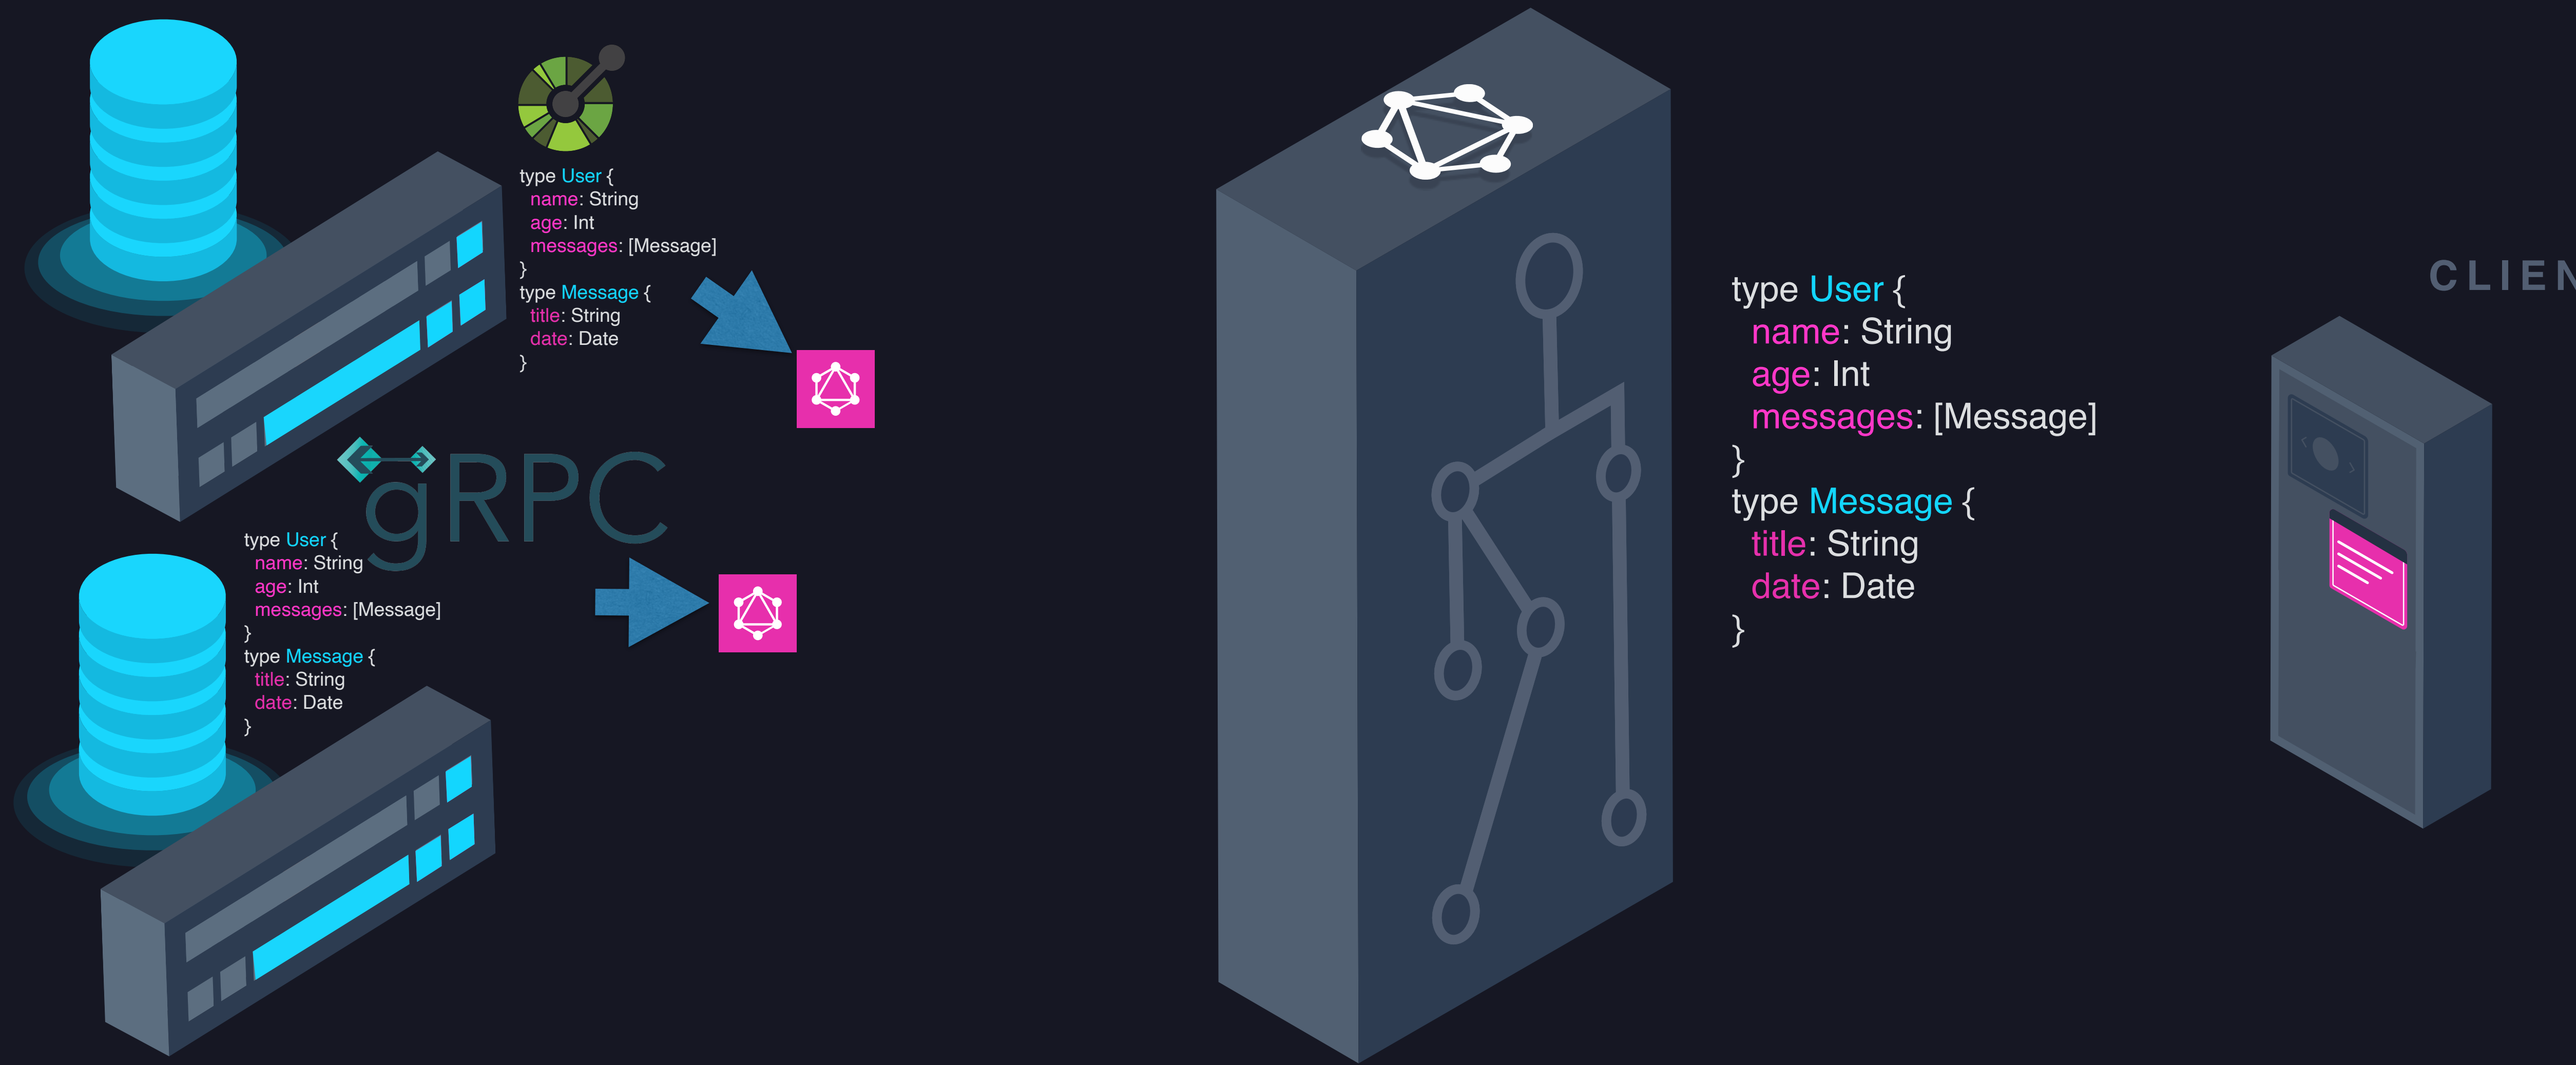 type User {
name: String
age: Int
messages: [Message]
}
type Message {
title: String
date: Date
}
gRPC
type User {
name: String
age: Int
messages: [Message]
}
type Message {
title: String
date: Date
}
type User {
name: String
age: Int
messages: [Message]
}
type Message {
title: String
date: Date
}
CLIEN